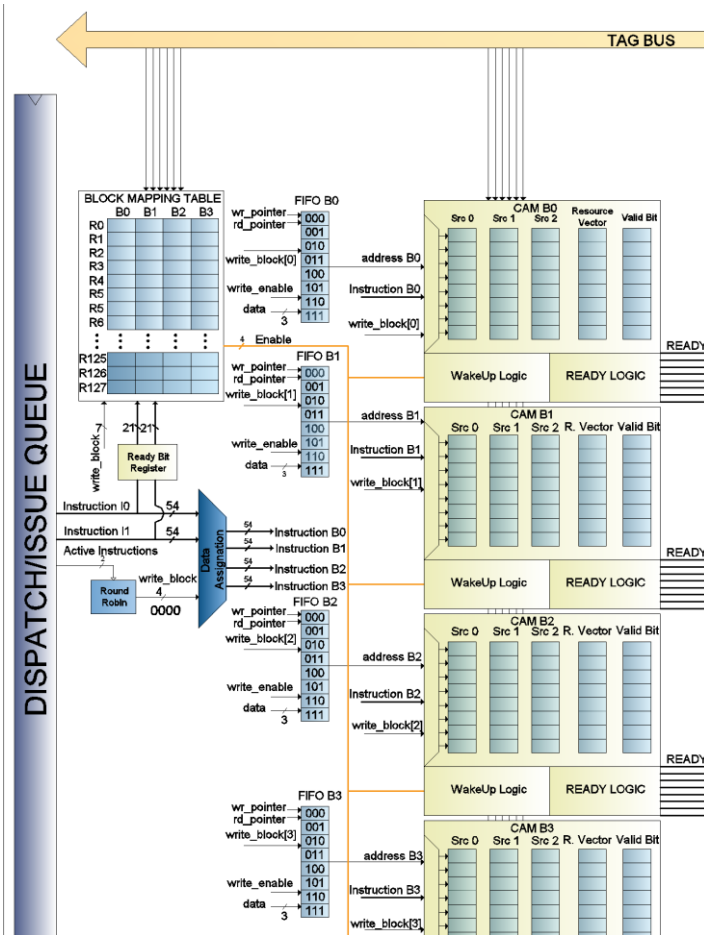 TAG BUS
DISPATCH/ISSUE QUEUE
BLOCK MAPPING TABLE
B0 B1 B2 B3
R0
R1
R2
R3
R4
R5
R5
R6
R125
R126
R127
7
write_block
21 21
Ready Bit
Register
Instruction I0 54
Instruction I1 54
Active Instructions
2
Round
Robin
write_block
4
0000
Data
Assignation
54 Instruction B0
54 Instruction B1
54 Instruction B2
54 Instruction B3
4 Enable
FIFO B0
wr_pointer
rd_pointer
write_block[0]
write_enable
data
3
000
001
010
011
100
101
110
111
FIFO B1
wr_pointer
rd_pointer
write_block[1]
write_enable
data
3
000
001
010
011
100
101
110
111
FIFO B2
wr_pointer
rd_pointer
write_block[2]
write_enable
data
3
000
001
010
011
100
101
110
111
FIFO B3
wr_pointer
rd_pointer
write_block[3]
write_enable
data
3
000
001
010
011
100
101
110
111
CAM B0
Src 0 Src 1 Src 2 Resource Vector Valid Bit
address B0
Instruction B0
write_block[0]
READY
WakeUp Logic READY LOGIC
CAM B1
Src 0 Src 1 Src 2 R. Vector Valid Bit
address B1
Instruction B1
write_block[1]
READY
WakeUp Logic READY LOGIC
CAM B2
Src 0 Src 1 Src 2 R. Vector Valid Bit
address B2
Instruction B2
write_block[2]
READY
WakeUp Logic READY LOGIC
CAM B3
Src 0 Src 1 Src 2 R. Vector Valid Bit
address B3
Instruction B3
write_block[3]